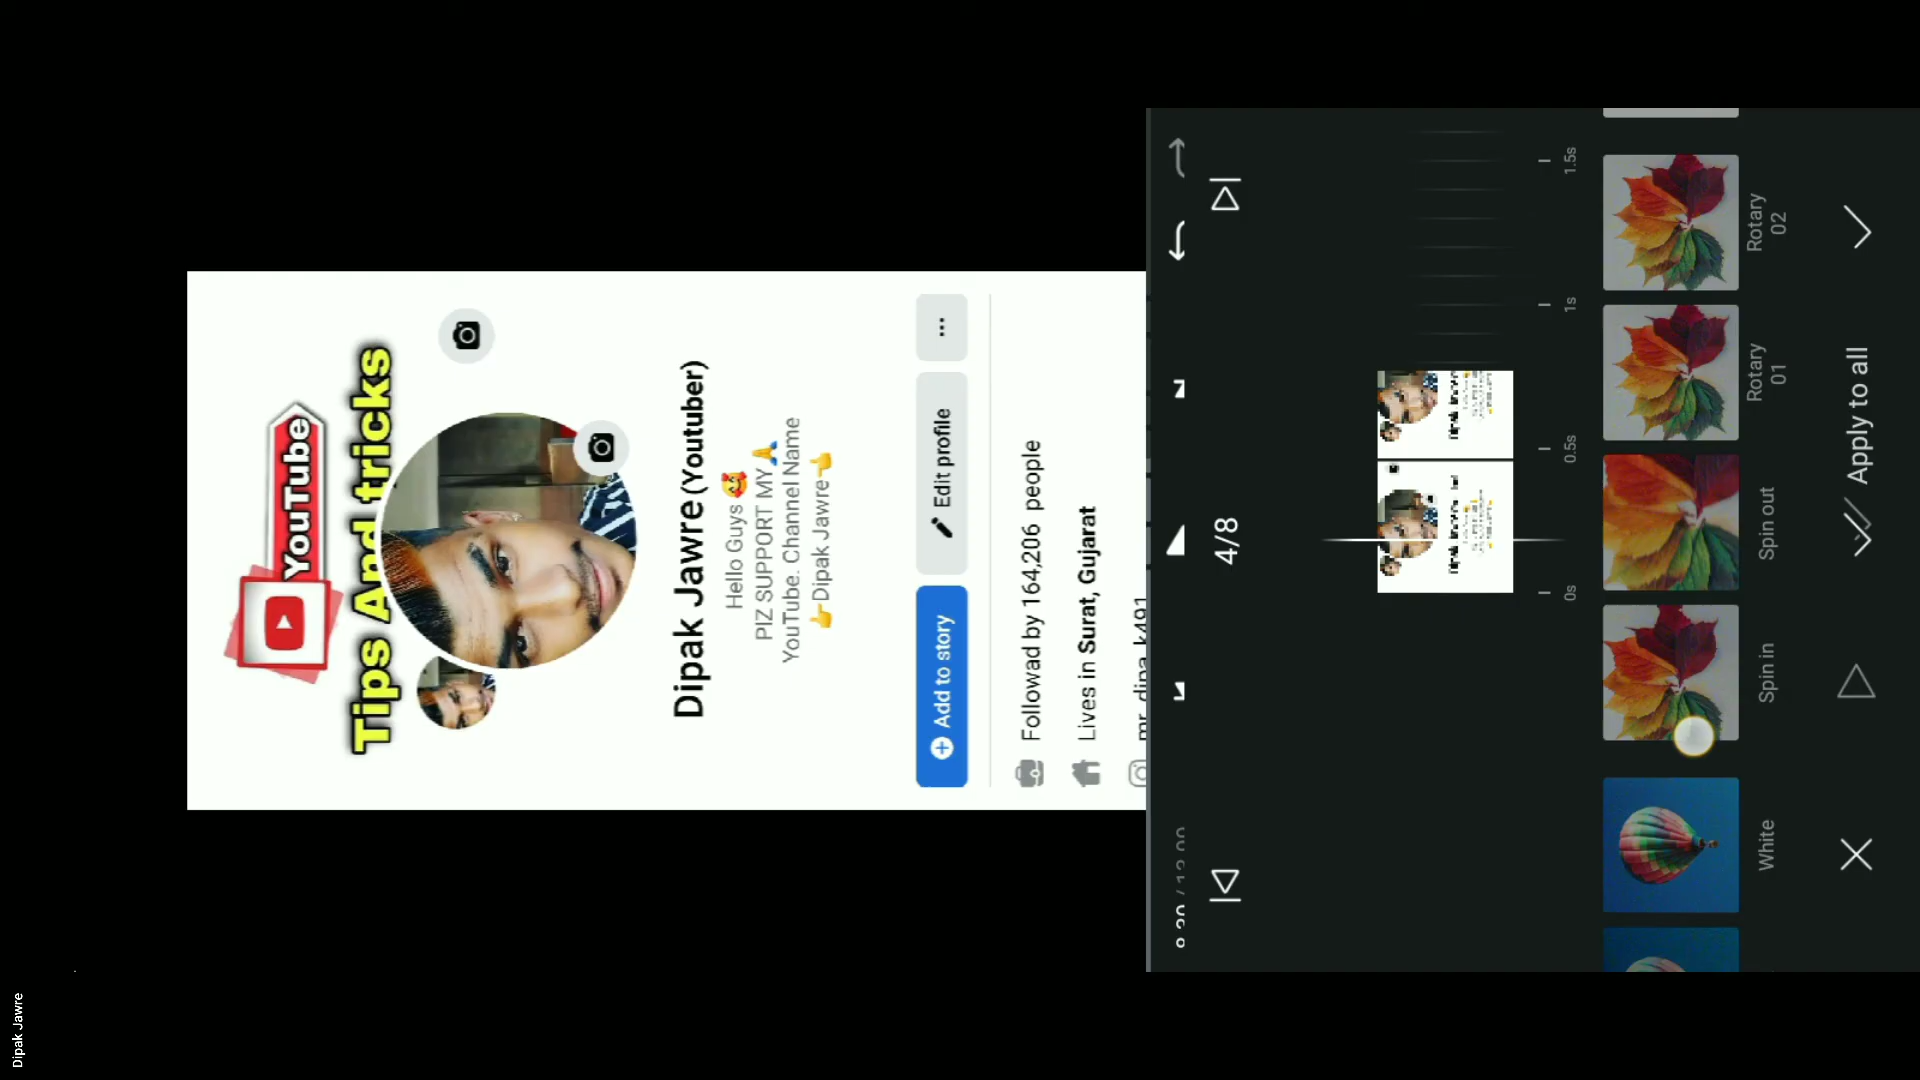 YouTube
Tips And tricks
Dipak Jawre (Youtuber)
Hello Guys 🥰
PIZ SUPPORT MY 🙏
YouTube. Channel Name
👉Dipak Jawre👈
Add to story
Edit profile
...
Followad by 164,206 people
Lives in Surat, Gujarat
4/8
0s
0.5s
1s
1.5s
White
Spin in
Spin out
Rotary
01
Rotary
02
Apply to all
Dipak Jawre